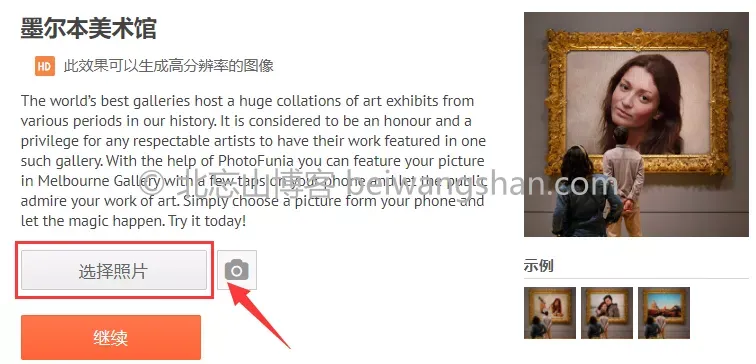 墨尔本美术馆
HD 此效果可以生成高分辨率的图像
The world's best galleries host a huge collations of art exhibits from
various periods in our history. It is considered to be an honour and a
privilege for any respectable artists to have their work featured in one
such gallery. With the help of PhotoFunia you can feature your picture
in Melbourne Gallery with a few taps on your phone and let the public
admire your work of art. Simply choose a picture form your phone and
let the magic happen. Try it today!
© 北忘山博客 beiwangshan.com
选择照片
继续
示例